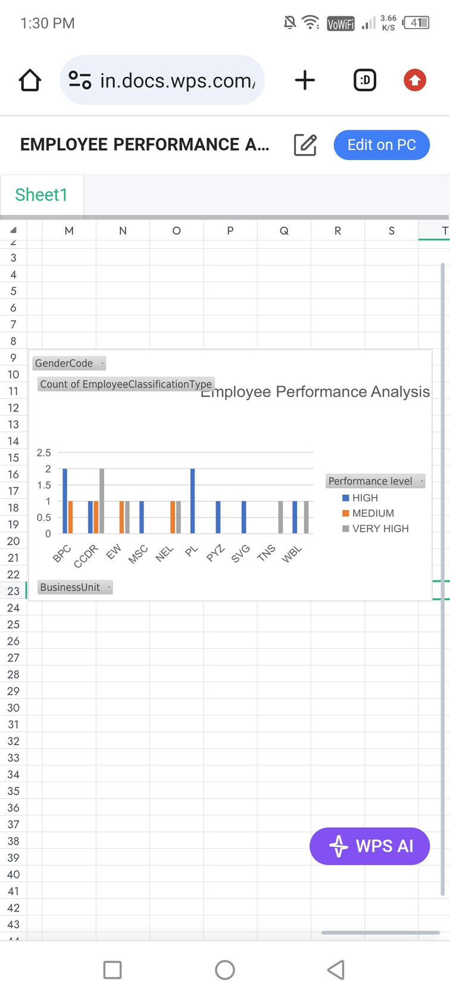 1:30 PM
VoWiFi
3.66
K/S
41
in.docs.wps.com/
:D
EMPLOYEE PERFORMANCE A...
Edit on PC
Sheet1
M N O P Q R S T
2
3
4
5
6
7
8
9
10
11
12
13
14
15
16
17
18
19
20
21
22
23
24
25
26
27
28
29
30
31
32
33
34
35
36
37
38
39
40
41
42
43
44
GenderCode
Count of EmployeeClassificationType
Employee Performance Analysis
2.5
2
1.5
1
0.5
0
BPC CCDR EW MSC NEL PL PYZ SVG TNS WBL
Performance level
HIGH
MEDIUM
VERY HIGH
BusinessUnit
WPS AI